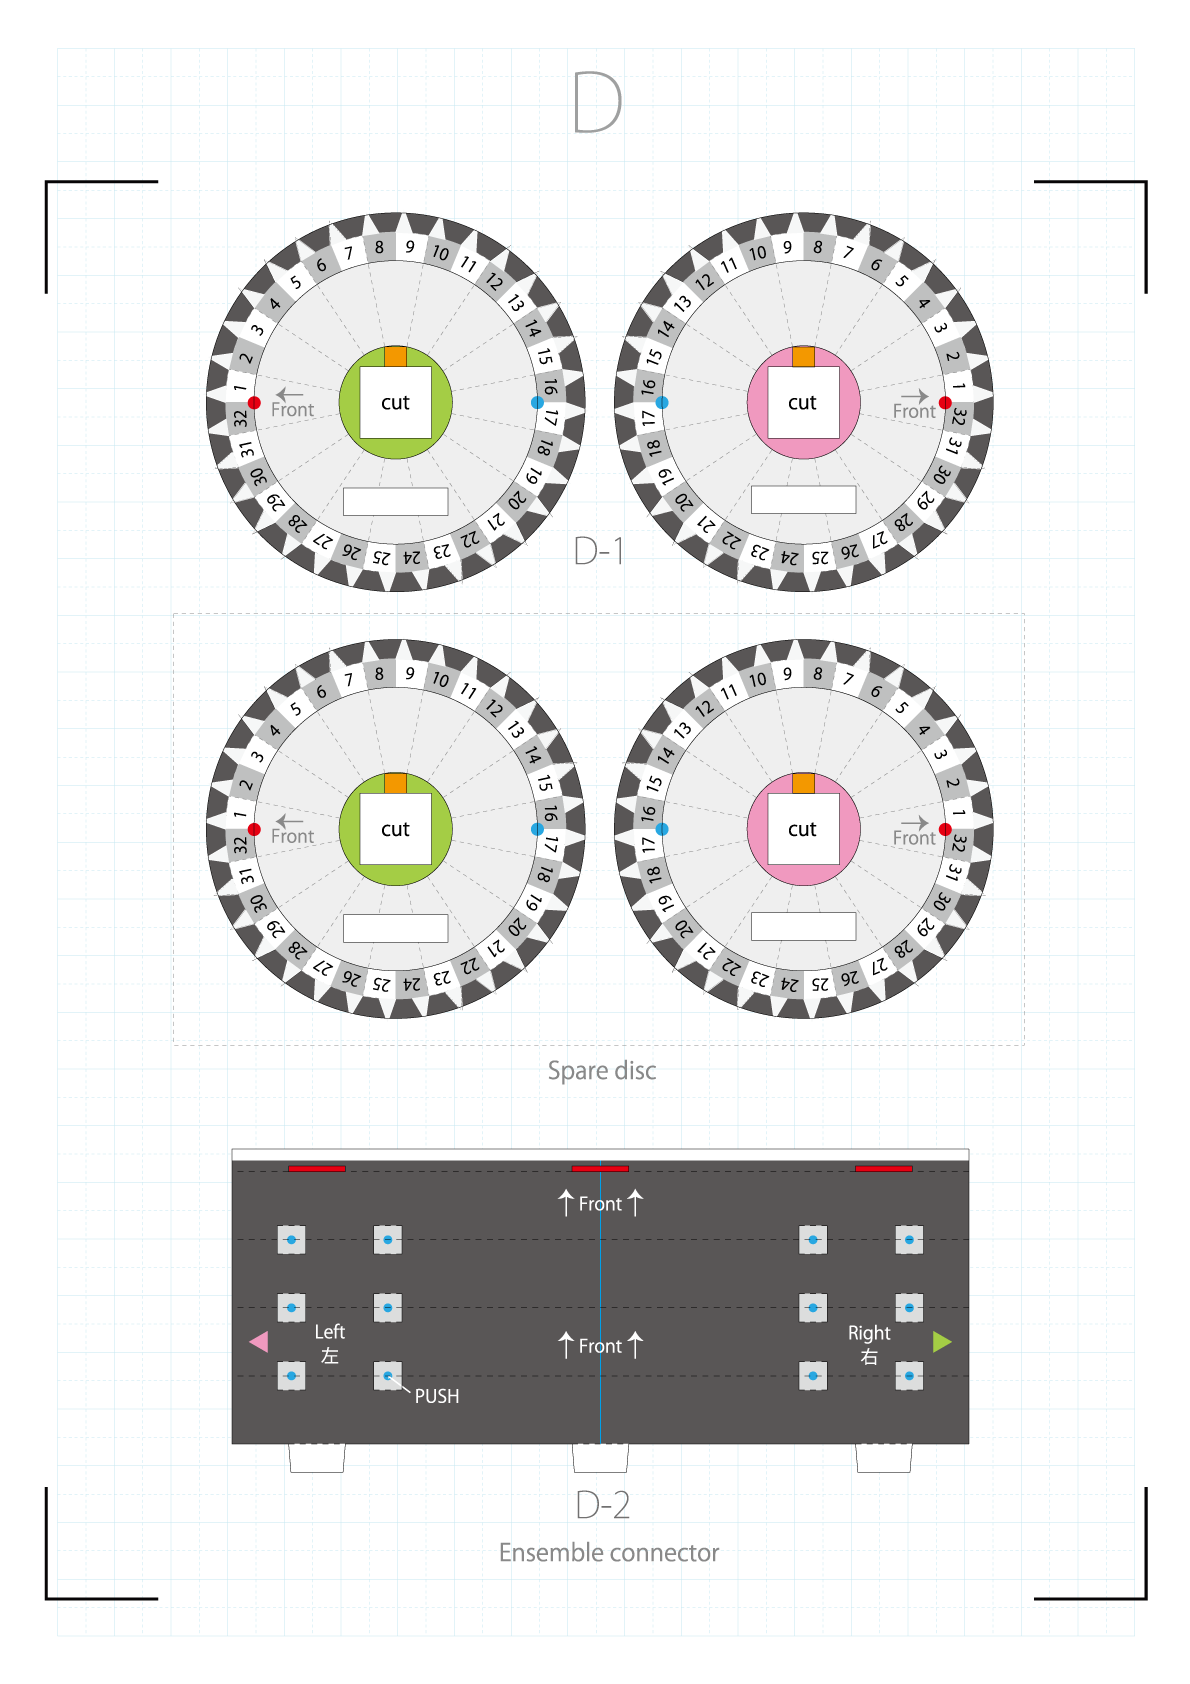 D
1 2 3 4 5 6 7 8 9 10 11 12 13 14 15 16 17 18 19 20 21 22 23 24 25 26 27 28 29 30 31 32
← Front
cut
1 2 3 4 5 6 7 8 9 10 11 12 13 14 15 16 17 18 19 20 21 22 23 24 25 26 27 28 29 30 31 32
cut
→ Front
D-1
1 2 3 4 5 6 7 8 9 10 11 12 13 14 15 16 17 18 19 20 21 22 23 24 25 26 27 28 29 30 31 32
← Front
cut
1 2 3 4 5 6 7 8 9 10 11 12 13 14 15 16 17 18 19 20 21 22 23 24 25 26 27 28 29 30 31 32
cut
→ Front
Spare disc
↑ Front ↑
Left
左
↑ Front ↑
Right
右
PUSH
D-2
Ensemble connector